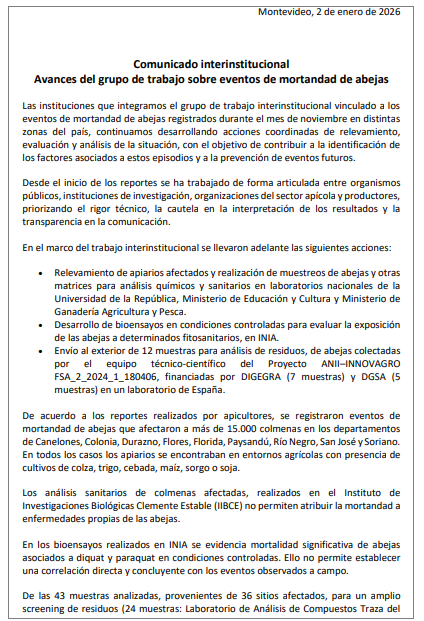 Montevideo, 2 de enero de 2026
Comunicado interinstitucional
Avances del grupo de trabajo sobre eventos de mortandad de abejas
Las instituciones que integramos el grupo de trabajo interinstitucional vinculado a los
eventos de mortandad de abejas registrados durante el mes de noviembre en distintas
zonas del país, continuamos desarrollando acciones coordinadas de relevamiento,
evaluación y análisis de la situación, con el objetivo de contribuir a la identificación de
los factores asociados a estos episodios y a la prevención de eventos futuros.
Desde el inicio de los reportes se ha trabajado de forma articulada entre organismos
públicos, instituciones de investigación, organizaciones del sector apícola y productores,
priorizando el rigor técnico, la cautela en la interpretación de los resultados y la
transparencia en la comunicación.
En el marco del trabajo interinstitucional se llevaron adelante las siguientes acciones:
• Relevamiento de apiarios afectados y realización de muestreos de abejas y otras
matrices para análisis químicos y sanitarios en laboratorios nacionales de la
Universidad de la República, Ministerio de Educación y Cultura y Ministerio de
Ganadería Agricultura y Pesca.
• Desarrollo de bioensayos en condiciones controladas para evaluar la exposición
de las abejas a determinados fitosanitarios, en INIA.
• Envío al exterior de 12 muestras para análisis de residuos, de abejas colectadas
por el equipo técnico-científico del Proyecto ANII–INNOVAGRO
FSA_2_2024_1_180406, financiadas por DIGEGRA (7 muestras) y DGSA (5
muestras) en un laboratorio de España.
De acuerdo a los reportes realizados por apicultores, se registraron eventos de
mortandad de abejas que afectaron a más de 15.000 colmenas en los departamentos
de Canelones, Colonia, Durazno, Flores, Florida, Paysandú, Río Negro, San José y Soriano.
En todos los casos los apiarios se encontraban en entornos agrícolas con presencia de
cultivos de colza, trigo, cebada, maíz, sorgo o soja.
Los análisis sanitarios de colmenas afectadas, realizados en el Instituto de
Investigaciones Biológicas Clemente Estable (IIBCE) no permiten atribuir la mortandad a
enfermedades propias de las abejas.
En los bioensayos realizados en INIA se evidencia mortalidad significativa de abejas
asociados a diquat y paraquat en condiciones controladas. Ello no permite establecer
una correlación directa y concluyente con los eventos observados a campo.
De las 43 muestras analizadas, provenientes de 36 sitios afectados, para un amplio
screening de residuos (24 muestras: Laboratorio de Análisis de Compuestos Traza del